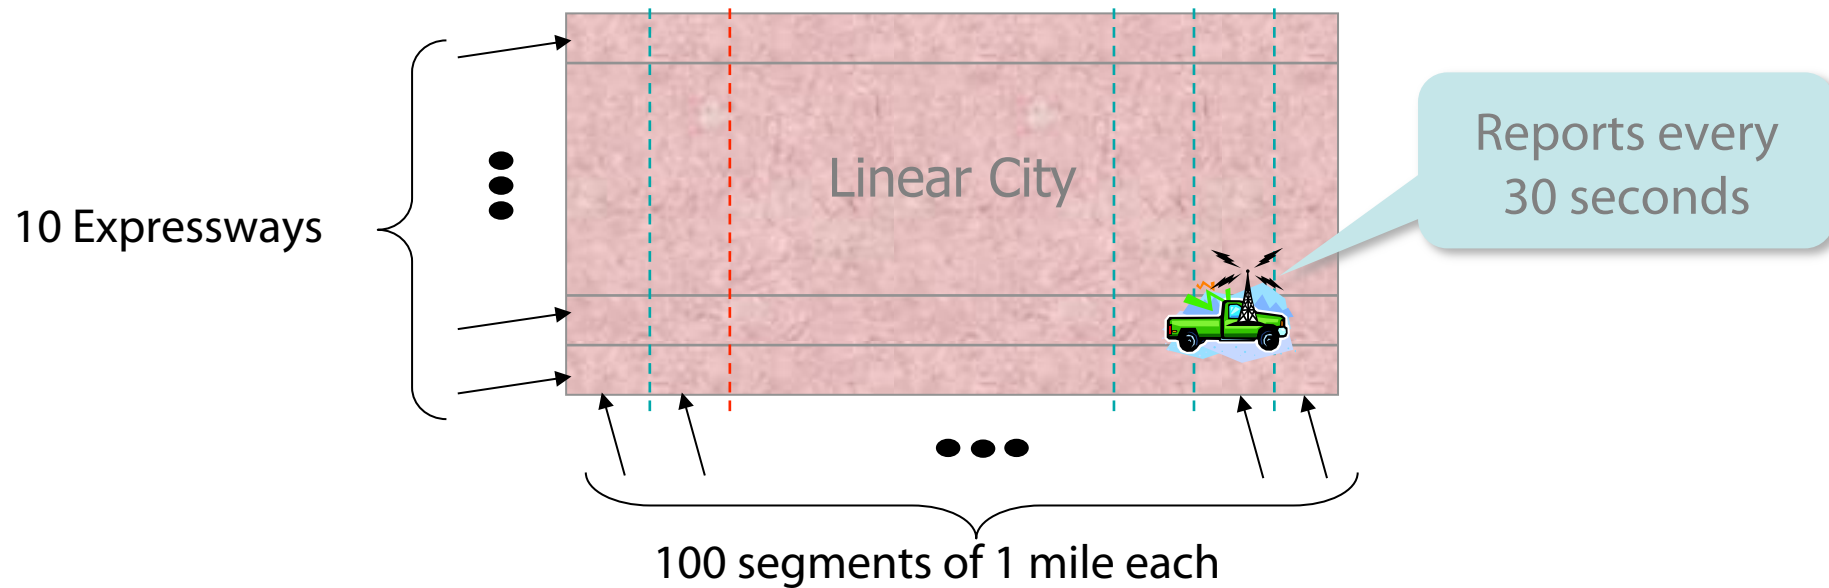 Linear City
Reports every
30 seconds
10 Expressways
100 segments of 1 mile each